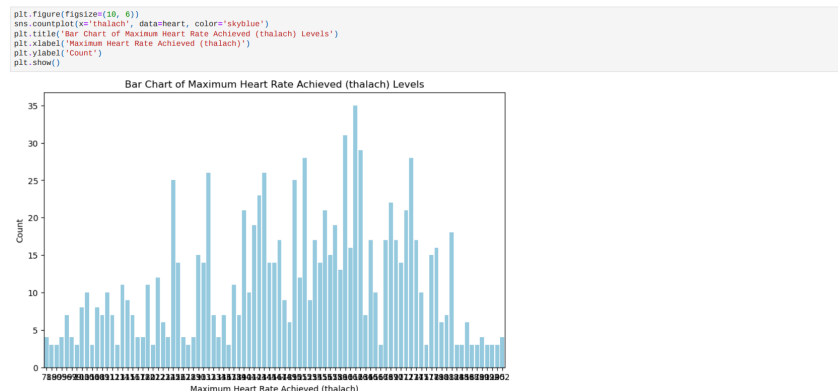 plt.figure(figsize=(10, 6))
sns.countplot(x='thalach', data=heart, color='skyblue')
plt.title('Bar Chart of Maximum Heart Rate Achieved (thalach) Levels')
plt.xlabel('Maximum Heart Rate Achieved (thalach)')
plt.ylabel('Count')
plt.show()
Bar Chart of Maximum Heart Rate Achieved (thalach) Levels
35
30
25
20
15
10
5
0
Count
Maximum Heart Rate Achieved (thalach)